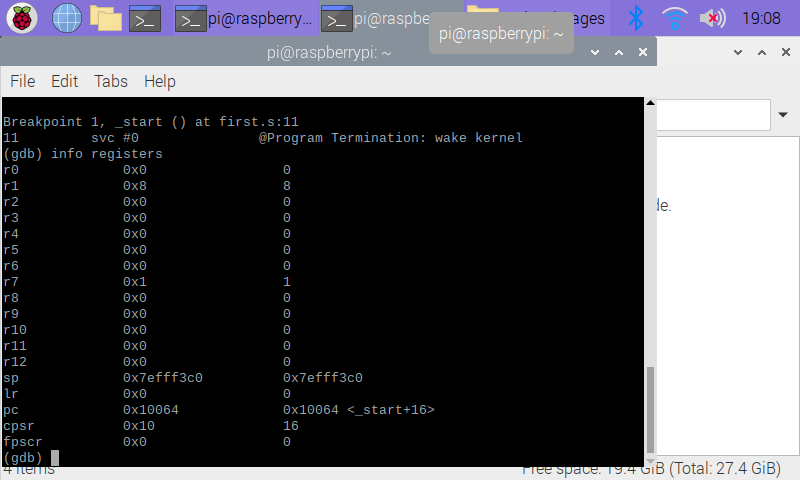 pi@raspberry...
pi@raspberry
ages
19:08
pi@raspberrypi: ~
pi@raspberrypi: ~
File Edit Tabs Help
Breakpoint 1, _start () at first.s:11
11 svc #0 @Program Termination: wake kernel
(gdb) info registers
r0 0x0 0
r1 0x8 8
r2 0x0 0
r3 0x0 0
r4 0x0 0
r5 0x0 0
r6 0x0 0
r7 0x1 1
r8 0x0 0
r9 0x0 0
r10 0x0 0
r11 0x0 0
r12 0x0 0
sp 0x7efff3c0 0x7efff3c0
lr 0x0 0
pc 0x10064 0x10064 <_start+16>
cpsr 0x10 16
fpscr 0x0 0
(gdb)
de.
4 items Free space: 19.4 GiB (Total: 27.4 GiB)